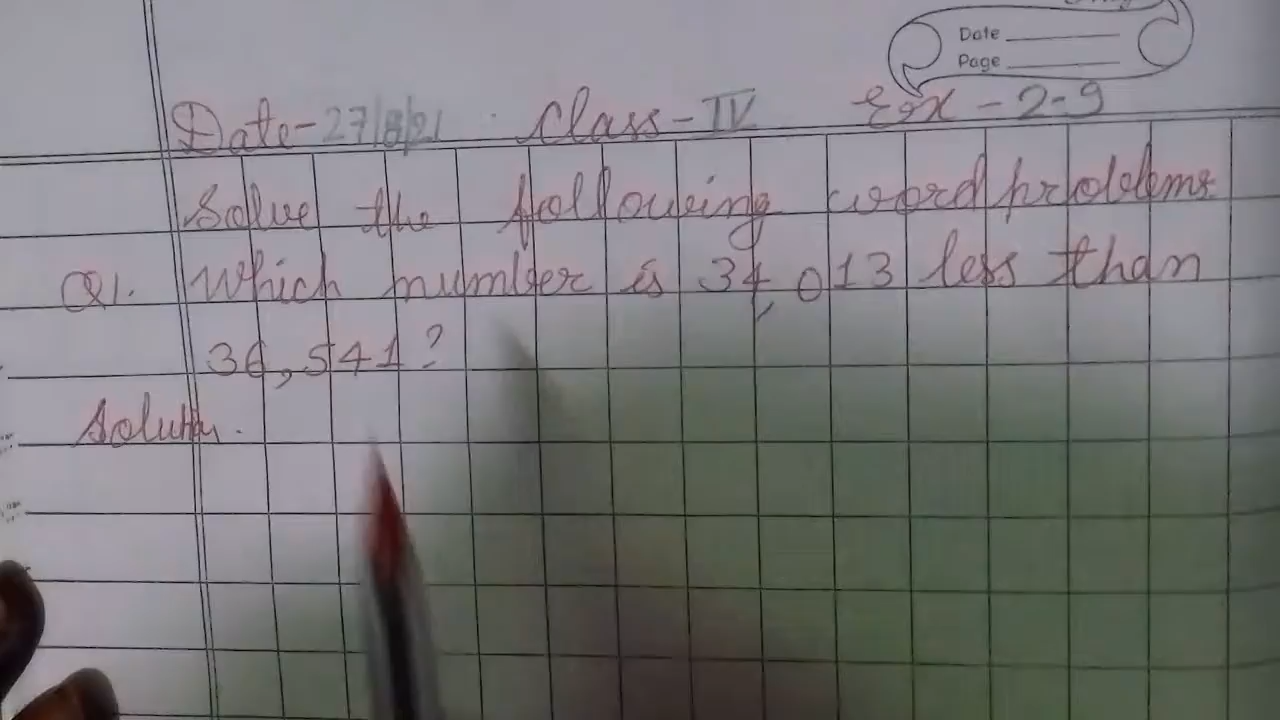 Date
Page
Date-27/8/21 Class-IV Ex-2.9
Solve the following word problems
Q1. Which number is 34,013 less than
36,541?
Solution.